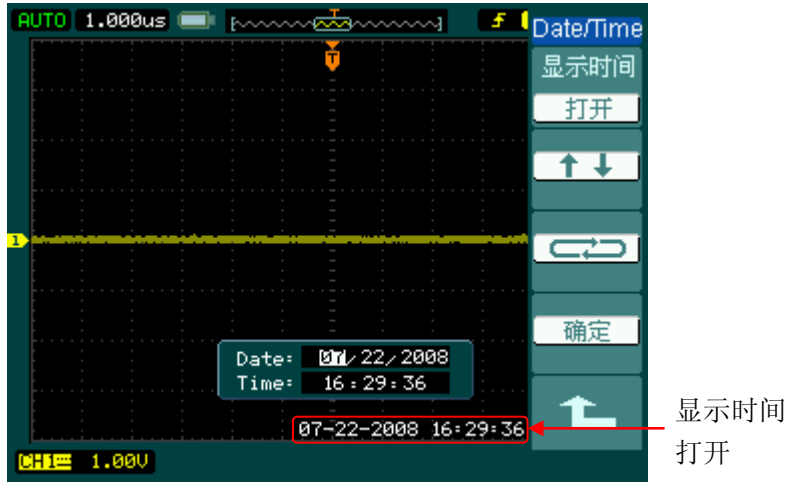 AUTO 1.000us
T
Date/Time
显示时间
打开
T
1
确定
Date: 07/22/2008
Time: 16:29:36
07-22-2008 16:29:36
显示时间
打开
CH1 1.00V